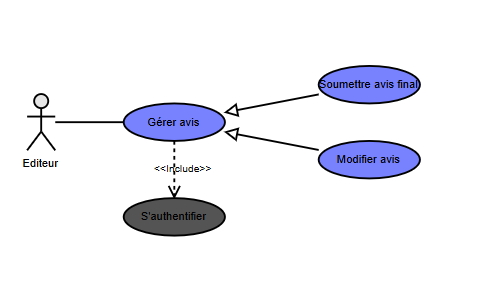 Soumettre avis final
Gérer avis
Editeur
Modifier avis
<<Include>>
S'authentifier